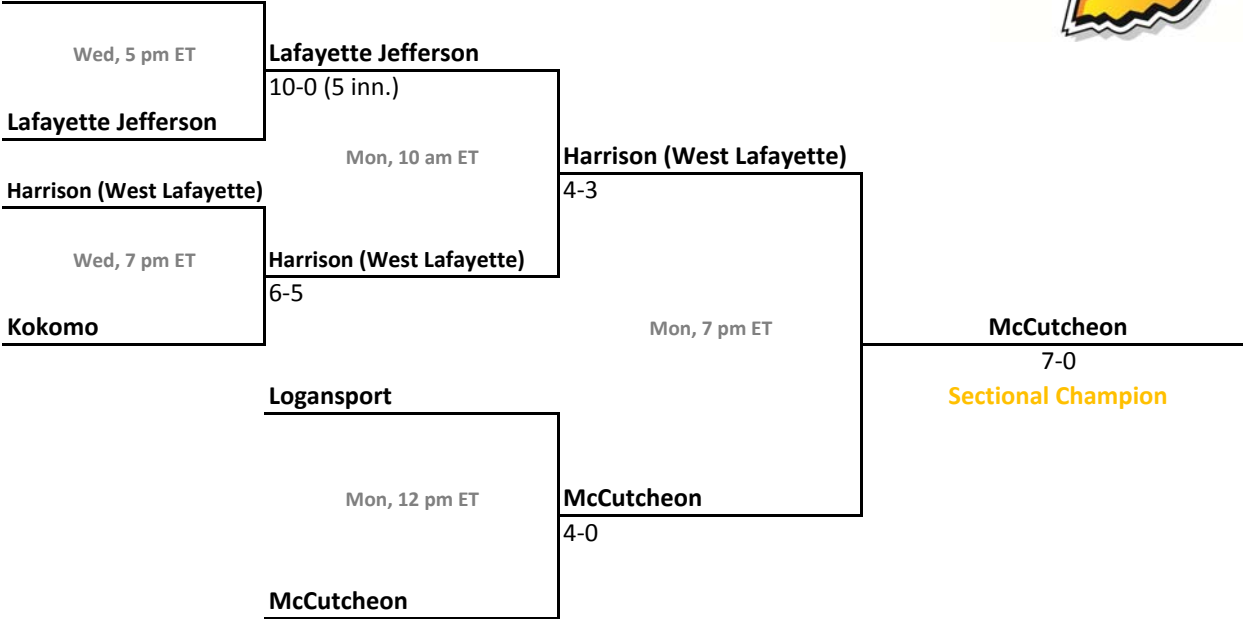 Wed, 5 pm ET
Lafayette Jefferson
10-0 (5 inn.)
Lafayette Jefferson
Mon, 10 am ET
Harrison (West Lafayette)
4-3
Harrison (West Lafayette)
Wed, 7 pm ET
Harrison (West Lafayette)
6-5
Kokomo
Mon, 7 pm ET
McCutcheon
7-0
Sectional Champion
Logansport
Mon, 12 pm ET
McCutcheon
4-0
McCutcheon